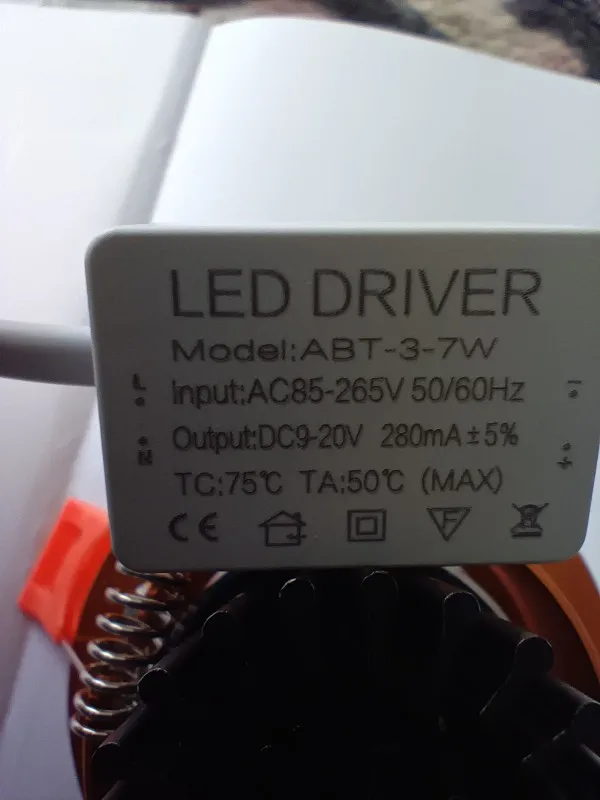 LED DRIVER
Model:ABT-3-7W
L
Input:AC85-265V 50/60Hz
-
Output:DC9-20V 280mA±5%
N
+
TC:75℃ TA:50℃ (MAX)
CE
F